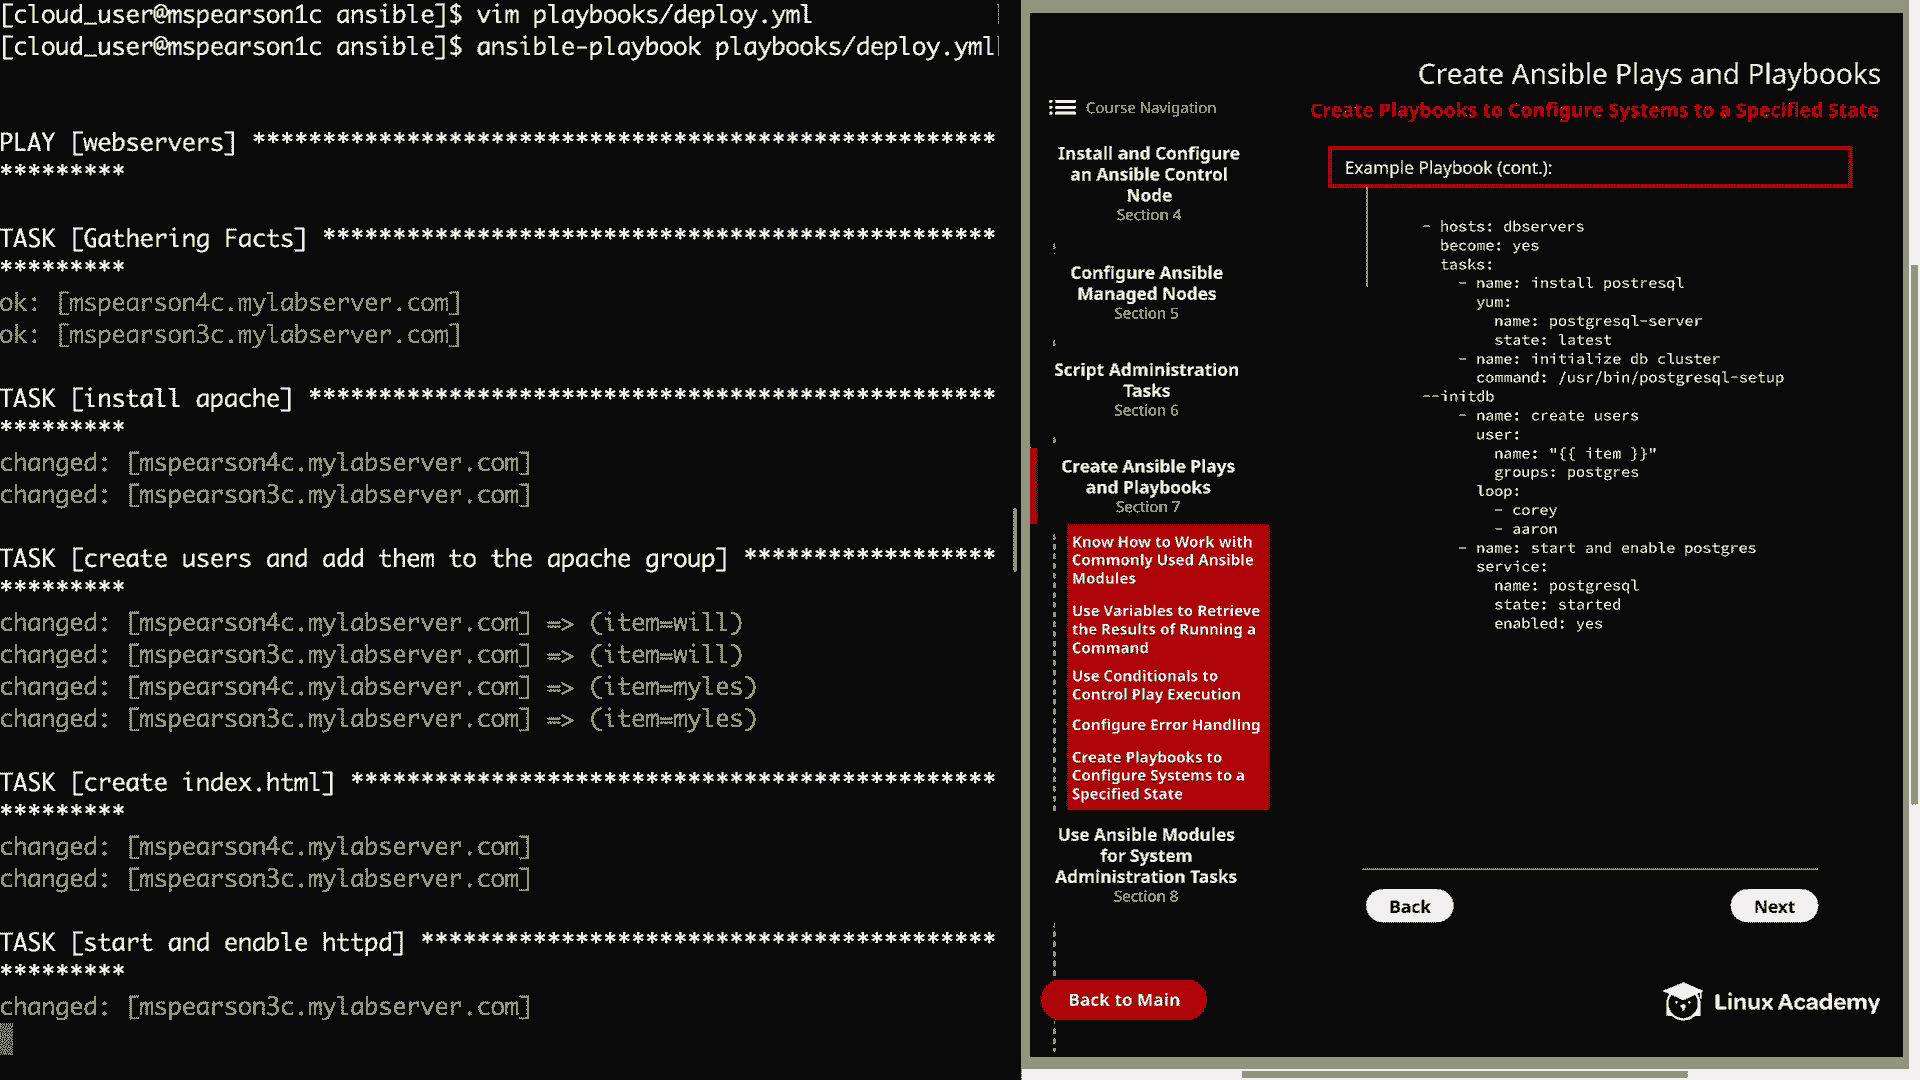 [cloud_user@mspearson1c ansible]$ vim playbooks/deploy.yml
[cloud_user@mspearson1c ansible]$ ansible-playbook playbooks/deploy.yml
PLAY [webservers] *****************************************************
*********
TASK [Gathering Facts] ************************************************
*********
ok: [mspearson4c.mylabserver.com]
ok: [mspearson3c.mylabserver.com]
TASK [install apache] *************************************************
*********
changed: [mspearson4c.mylabserver.com]
changed: [mspearson3c.mylabserver.com]
TASK [create users and add them to the apache group] ******************
*********
changed: [mspearson4c.mylabserver.com] => (item=will)
changed: [mspearson3c.mylabserver.com] => (item=will)
changed: [mspearson4c.mylabserver.com] => (item=myles)
changed: [mspearson3c.mylabserver.com] => (item=myles)
TASK [create index.html] **********************************************
*********
changed: [mspearson4c.mylabserver.com]
changed: [mspearson3c.mylabserver.com]
TASK [start and enable httpd] *****************************************
*********
changed: [mspearson3c.mylabserver.com]
Create Ansible Plays and Playbooks
Create Playbooks to Configure Systems to a Specified State
Course Navigation
Install and Configure
an Ansible Control
Node
Section 4
Configure Ansible
Managed Nodes
Section 5
Script Administration
Tasks
Section 6
Create Ansible Plays
and Playbooks
Section 7
Know How to Work with
Commonly Used Ansible
Modules
Use Variables to Retrieve
the Results of Running a
Command
Use Conditionals to
Control Play Execution
Configure Error Handling
Create Playbooks to
Configure Systems to a
Specified State
Use Ansible Modules
for System
Administration Tasks
Section 8
Back to Main
Example Playbook (cont.):
- hosts: dbservers
become: yes
tasks:
- name: install postresql
yum:
name: postgresql-server
state: latest
- name: initialize db cluster
command: /usr/bin/postgresql-setup
--initdb
- name: create users
user:
name: "{{ item }}"
groups: postgres
loop:
- corey
- aaron
- name: start and enable postgres
service:
name: postgresql
state: started
enabled: yes
Back
Next
Linux Academy